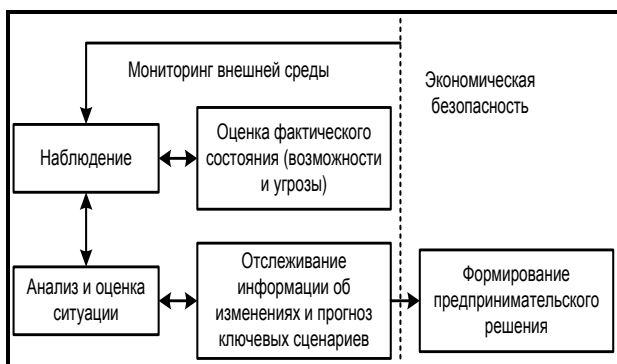 Мониторинг внешней среды
Экономическая
безопасность
Наблюдение
Оценка фактического
состояния (возможности
и угрозы)
Анализ и оценка
ситуации
Отслеживание
информации об
изменениях и прогноз
ключевых сценариев
Формирование
предпринимательского
решения